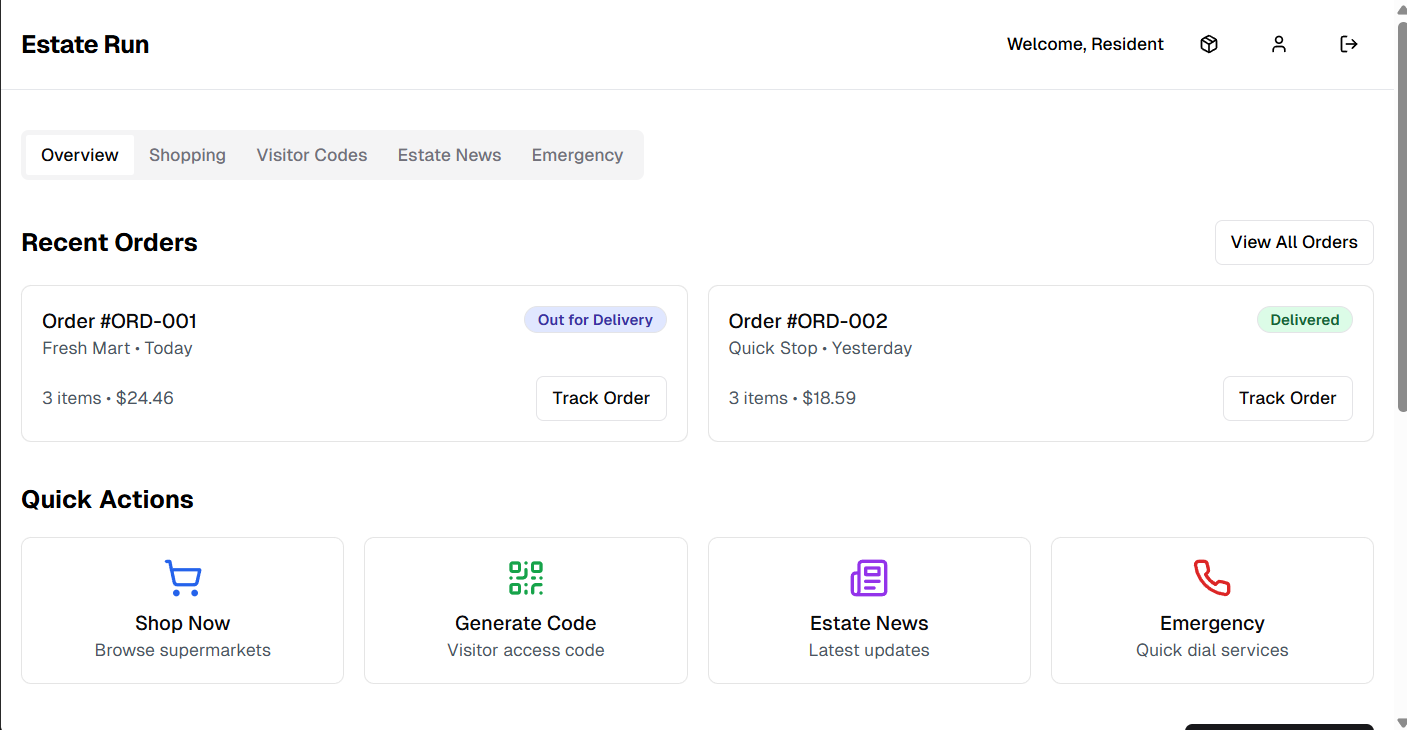 Estate Run
Welcome, Resident
Overview Shopping Visitor Codes Estate News Emergency
Recent Orders
View All Orders
Order #ORD-001
Out for Delivery
Fresh Mart • Today
3 items • $24.46
Track Order
Order #ORD-002
Delivered
Quick Stop • Yesterday
3 items • $18.59
Track Order
Quick Actions
Shop Now
Browse supermarkets
Generate Code
Visitor access code
Estate News
Latest updates
Emergency
Quick dial services